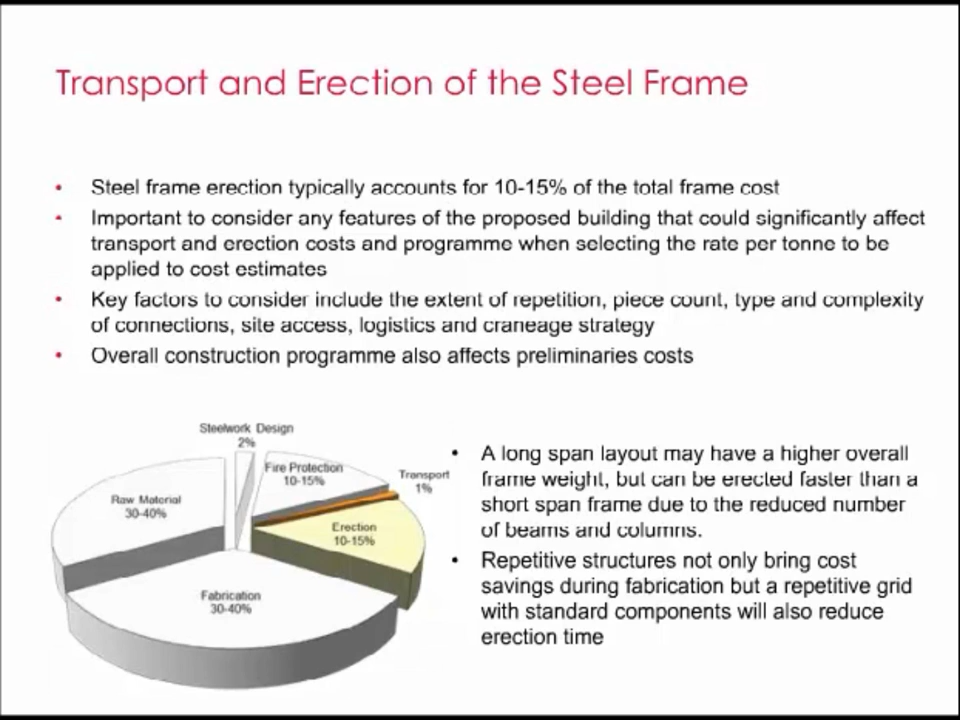 Transport and Erection of the Steel Frame
• Steel frame erection typically accounts for 10-15% of the total frame cost
• Important to consider any features of the proposed building that could significantly affect
transport and erection costs and programme when selecting the rate per tonne to be
applied to cost estimates
• Key factors to consider include the extent of repetition, piece count, type and complexity
of connections, site access, logistics and craneage strategy
• Overall construction programme also affects preliminaries costs
Steelwork Design
2%
Fire Protection
10-15%
Transport
1%
Raw Material
30-40%
Erection
10-15%
Fabrication
30-40%
• A long span layout may have a higher overall
frame weight, but can be erected faster than a
short span frame due to the reduced number
of beams and columns.
• Repetitive structures not only bring cost
savings during fabrication but a repetitive grid
with standard components will also reduce
erection time